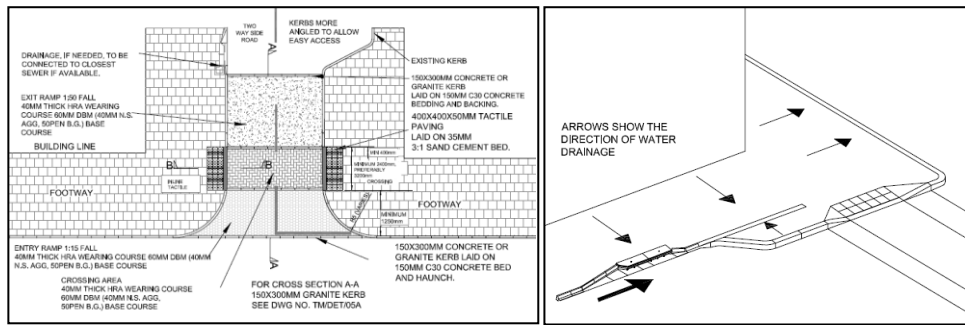 TWO
WAY SIDE
ROAD
KERBS MORE
ANGLED TO ALLOW
EASY ACCESS
A
DRAINAGE, IF NEEDED, TO BE
CONNECTED TO CLOSEST
SEWER IF AVAILABLE.
EXISTING KERB
150X300MM CONCRETE OR
GRANITE KERB
LAID ON 150MM C30 CONCRETE
BEDDING AND BACKING.
EXIT RAMP 1:50 FALL
40MM THICK HRA WEARING
COURSE 60MM DBM (40MM N.S.
AGG, 50PEN B.G.) BASE
COURSE
400X400X50MM TACTILE
PAVING
LAID ON 35MM
3:1 SAND CEMENT BED.
BUILDING LINE
B
B
MINIMUM 2400mm,
PREFERABLY
CROSSING
INLINE
TACTILE
FOOTWAY
FOOTWAY
MINIMUM
1250mm
ENTRY RAMP 1:15 FALL
40MM THICK HRA WEARING COURSE 60MM DBM (40MM
N.S. AGG, 50PEN B.G.) BASE COURSE
150X300MM CONCRETE OR
GRANITE KERB LAID ON
150MM C30 CONCRETE BED
AND HAUNCH.
A
CROSSING AREA
40MM THICK HRA WEARING COURSE
60MM DBM (40MM N.S. AGG,
50PEN B.G.) BASE COURSE
FOR CROSS SECTION A-A
150X300MM GRANITE KERB
SEE DWG NO. TM/DET/05A
ARROWS SHOW THE
DIRECTION OF WATER
DRAINAGE